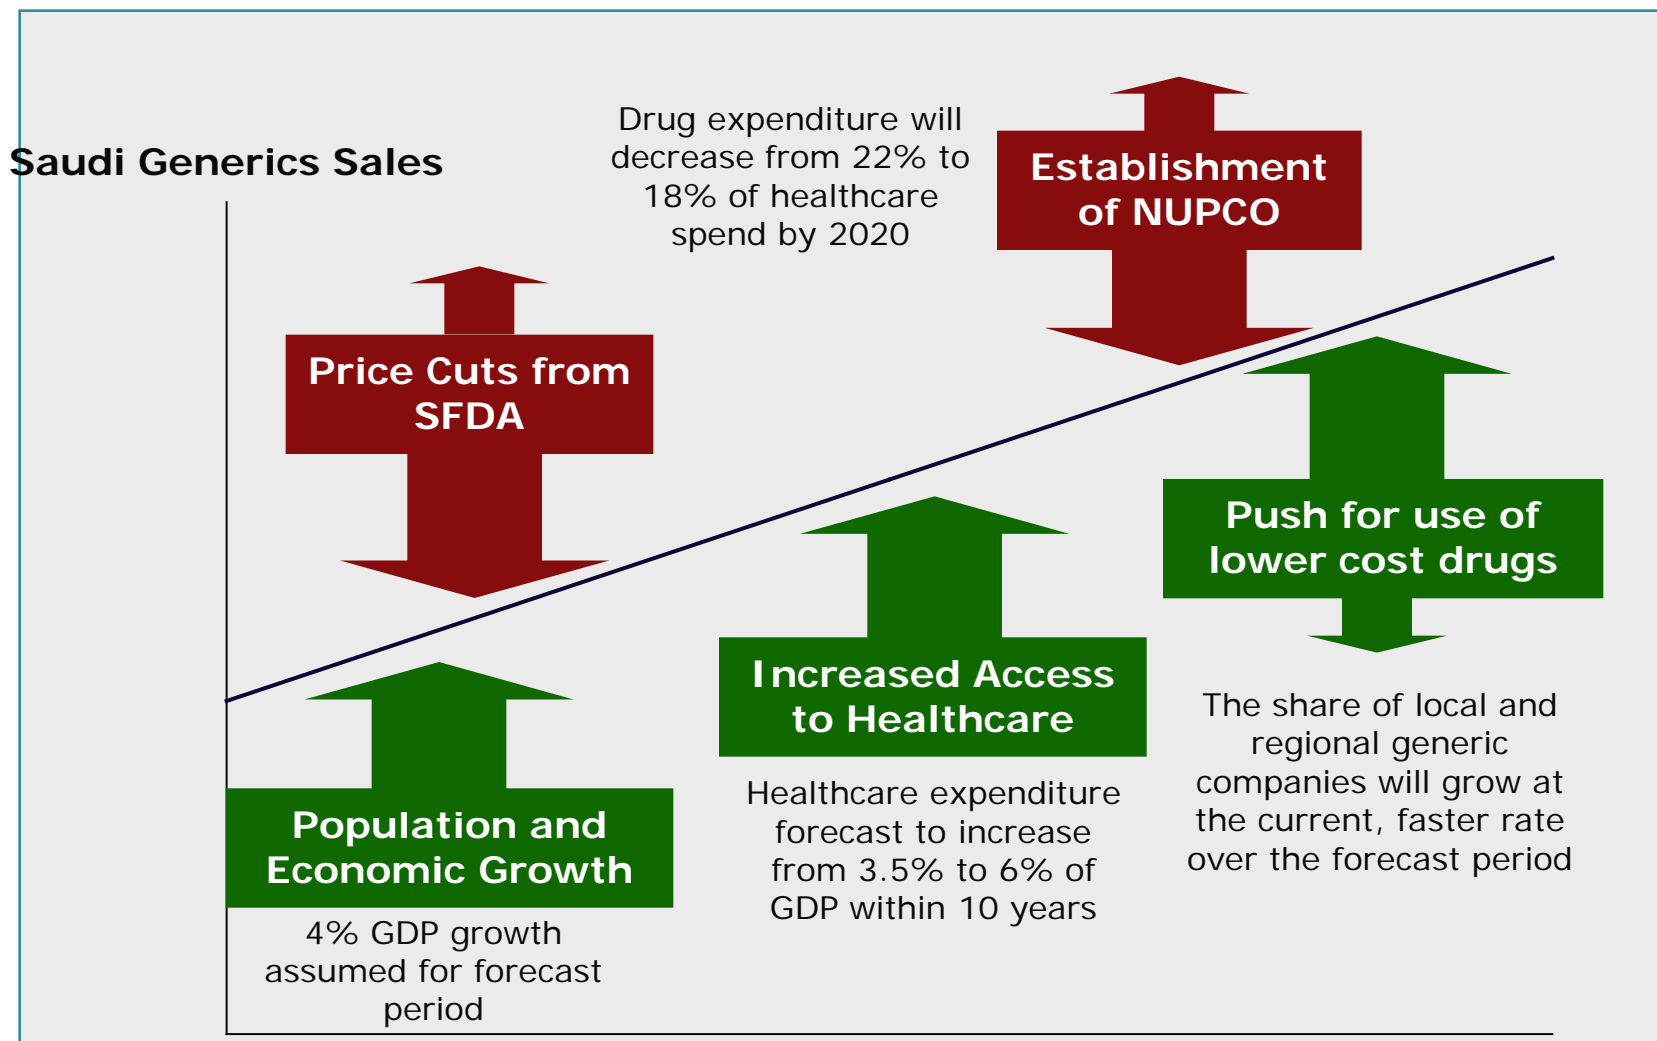 Saudi Generics Sales
Drug expenditure will
decrease from 22% to
18% of healthcare
spend by 2020
Establishment
of NUPCO
Price Cuts from
SFDA
Push for use of
lower cost drugs
Increased Access
to Healthcare
The share of local and
regional generic
companies will grow at
the current, faster rate
over the forecast period
Healthcare expenditure
forecast to increase
from 3.5% to 6% of
GDP within 10 years
Population and
Economic Growth
4% GDP growth
assumed for forecast
period